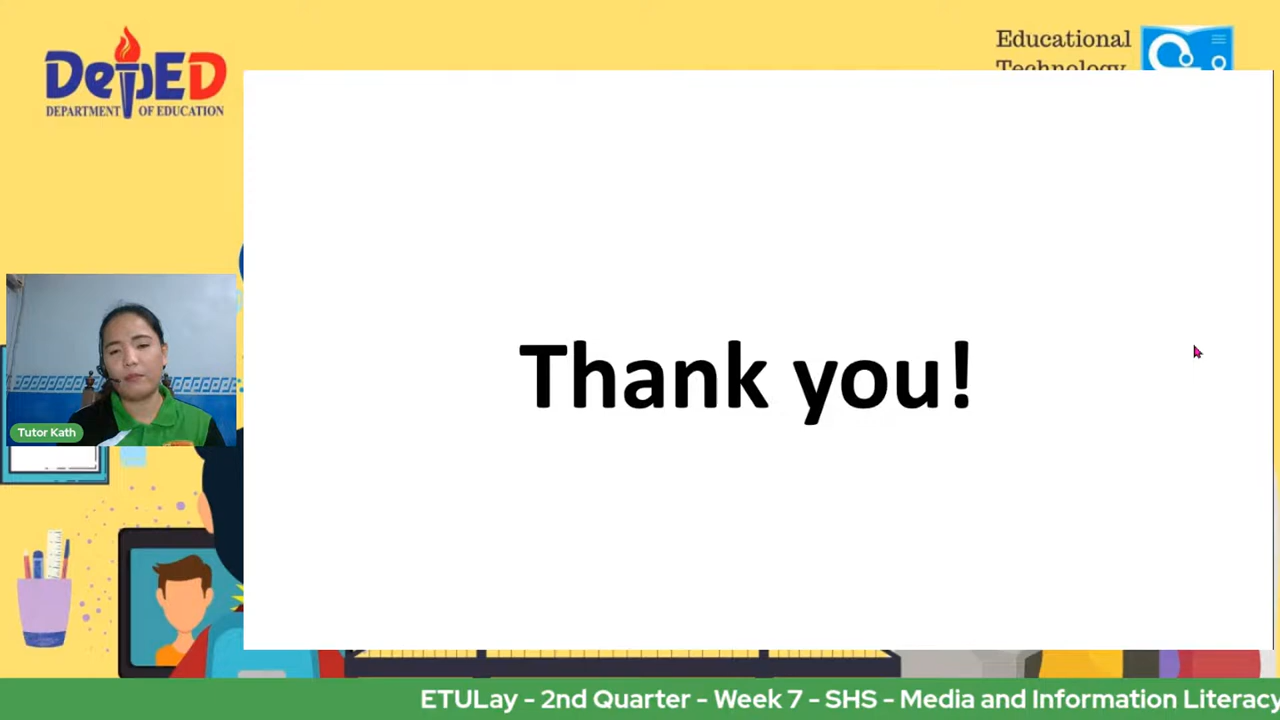 DepED
DEPARTMENT OF EDUCATION
Educational
Technology
Thank you!
Tutor Kath
ETULay - 2nd Quarter - Week 7 - SHS - Media and Information Literacy